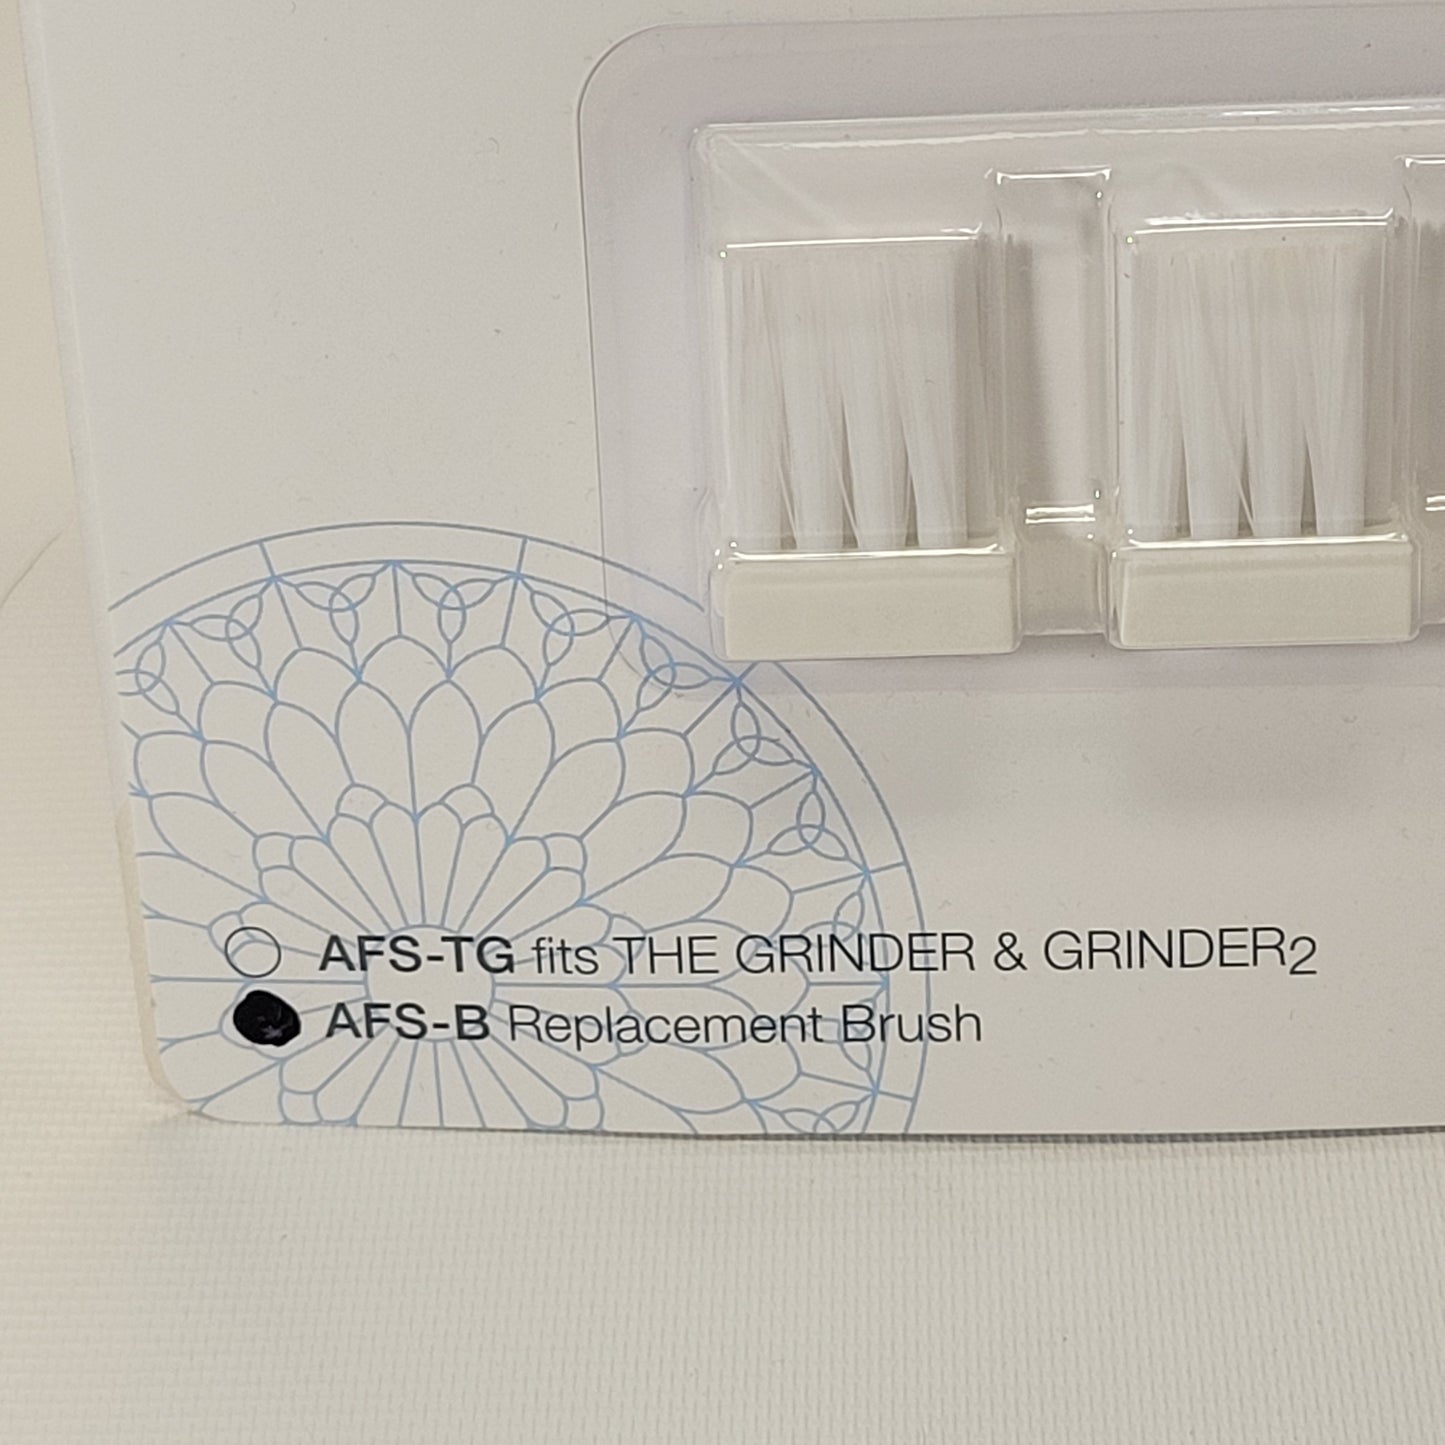 AFS-TG fits THE GRINDER & GRINDER2
AFS-B Replacement Brush